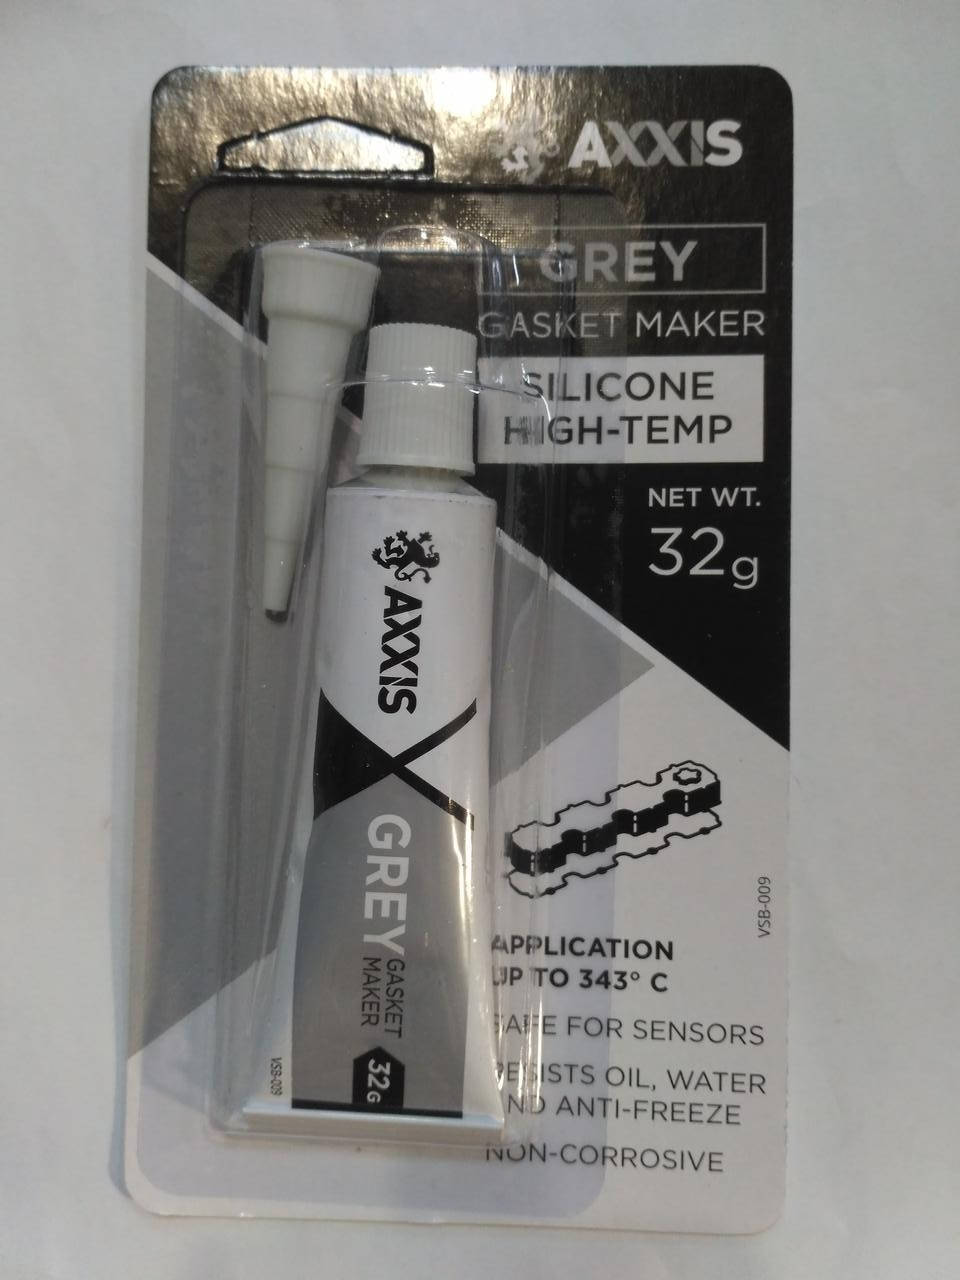 AXXIS
GREY
GASKET MAKER
SILICONE
HIGH-TEMP
NET WT.
32g
AXXIS
GREY
GASKET
MAKER
32G
VSB-009
VSB-009
APPLICATION
UP TO 343° C
SAFE FOR SENSORS
RESISTS OIL, WATER
AND ANTI-FREEZE
NON-CORROSIVE